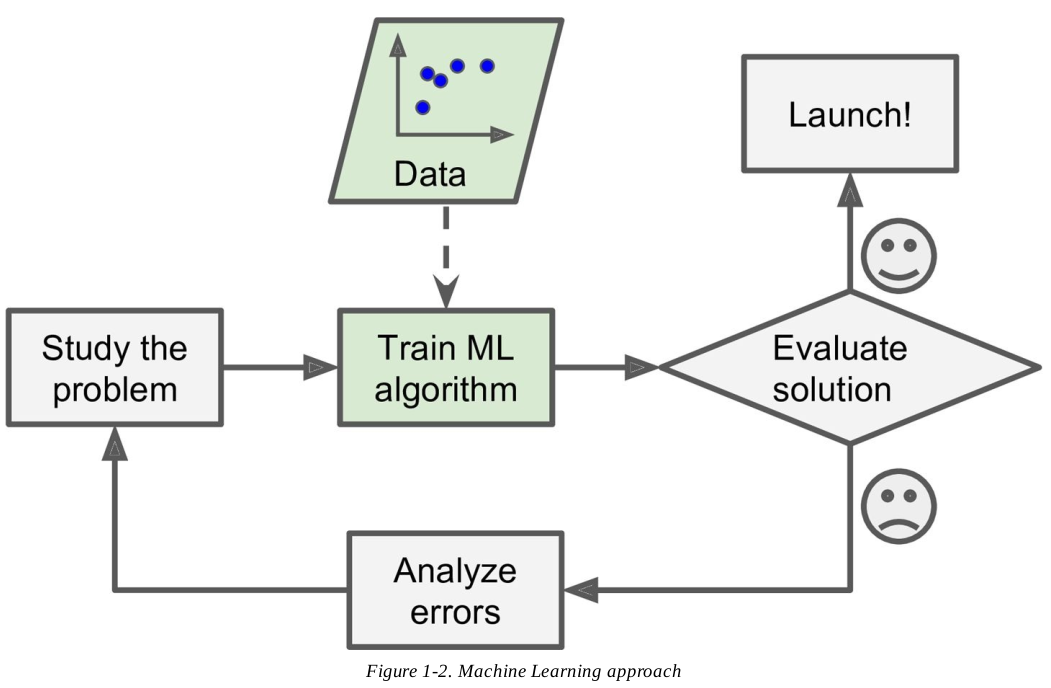 Data
Launch!
Study the
problem
Train ML
algorithm
Evaluate
solution
Analyze
errors
Figure 1-2. Machine Learning approach